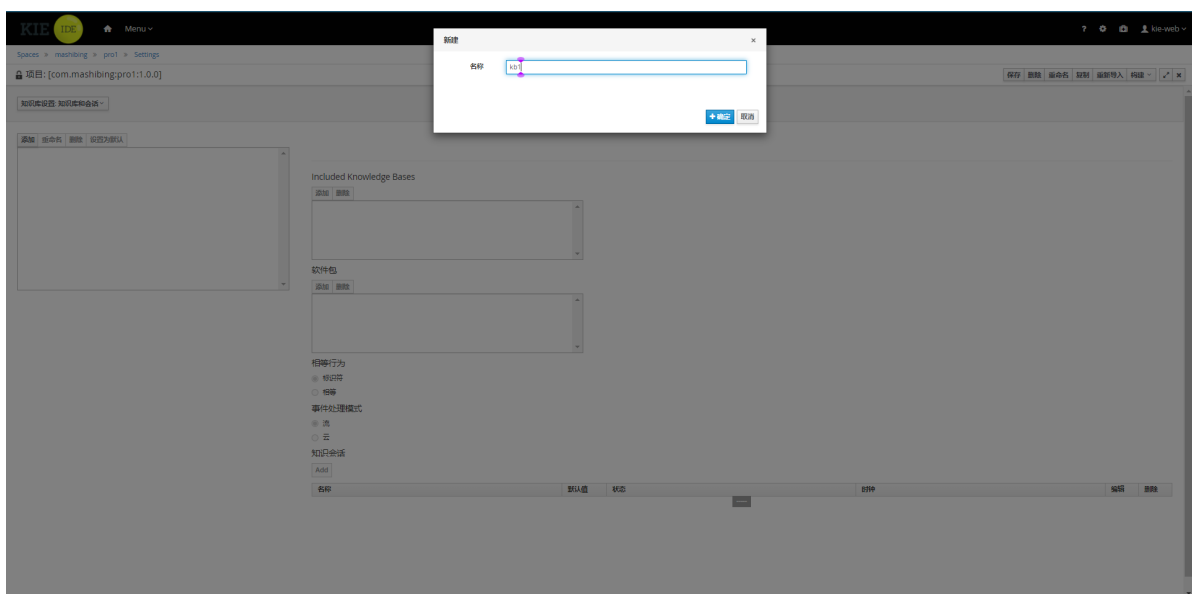 KIE IDE Menu
? kie-web
Spaces » mashibing » pro1 » Settings
项目: [com.mashibing:pro1:1.0.0]
保存 删除 重命名 复制 重新导入 构建
新建 ×
名称 kb1
确定 取消
知识库设置: 知识库和会话
添加 重命名 删除 设置为默认
Included Knowledge Bases
添加 删除
软件包
添加 删除
相等行为
标识符
相等
事件处理模式
流
云
知识会话
Add
名称 默认值 状态 时钟 编辑 删除